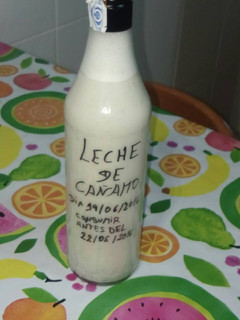 LECHE
DE
CAÑAMO
DIA 19/06/2016
CONSUMIR
ANTES DEL
22/06/2016